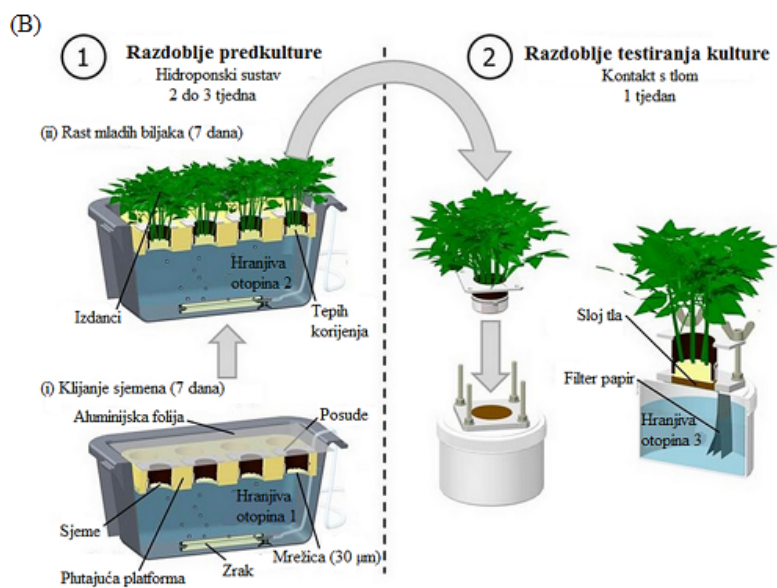 (B)
1
Razdoblje predkulture
Hidroponski sustav
2 do 3 tjedna
(ii) Rast mladih biljaka (7 dana)
Hranjiva
otopina 2
Izdanci
Tepih
korijenja
(i) Klijanje sjemena (7 dana)
Aluminijska folija
Posude
Hranjiva
otopina 1
Sjeme
Plutajuća platforma
Zrak
Mrežica (30 µm)
2
Razdoblje testiranja kulture
Kontakt s tlom
1 tjedan
Sloj tla
Filter papir
Hranjiva
otopina 3